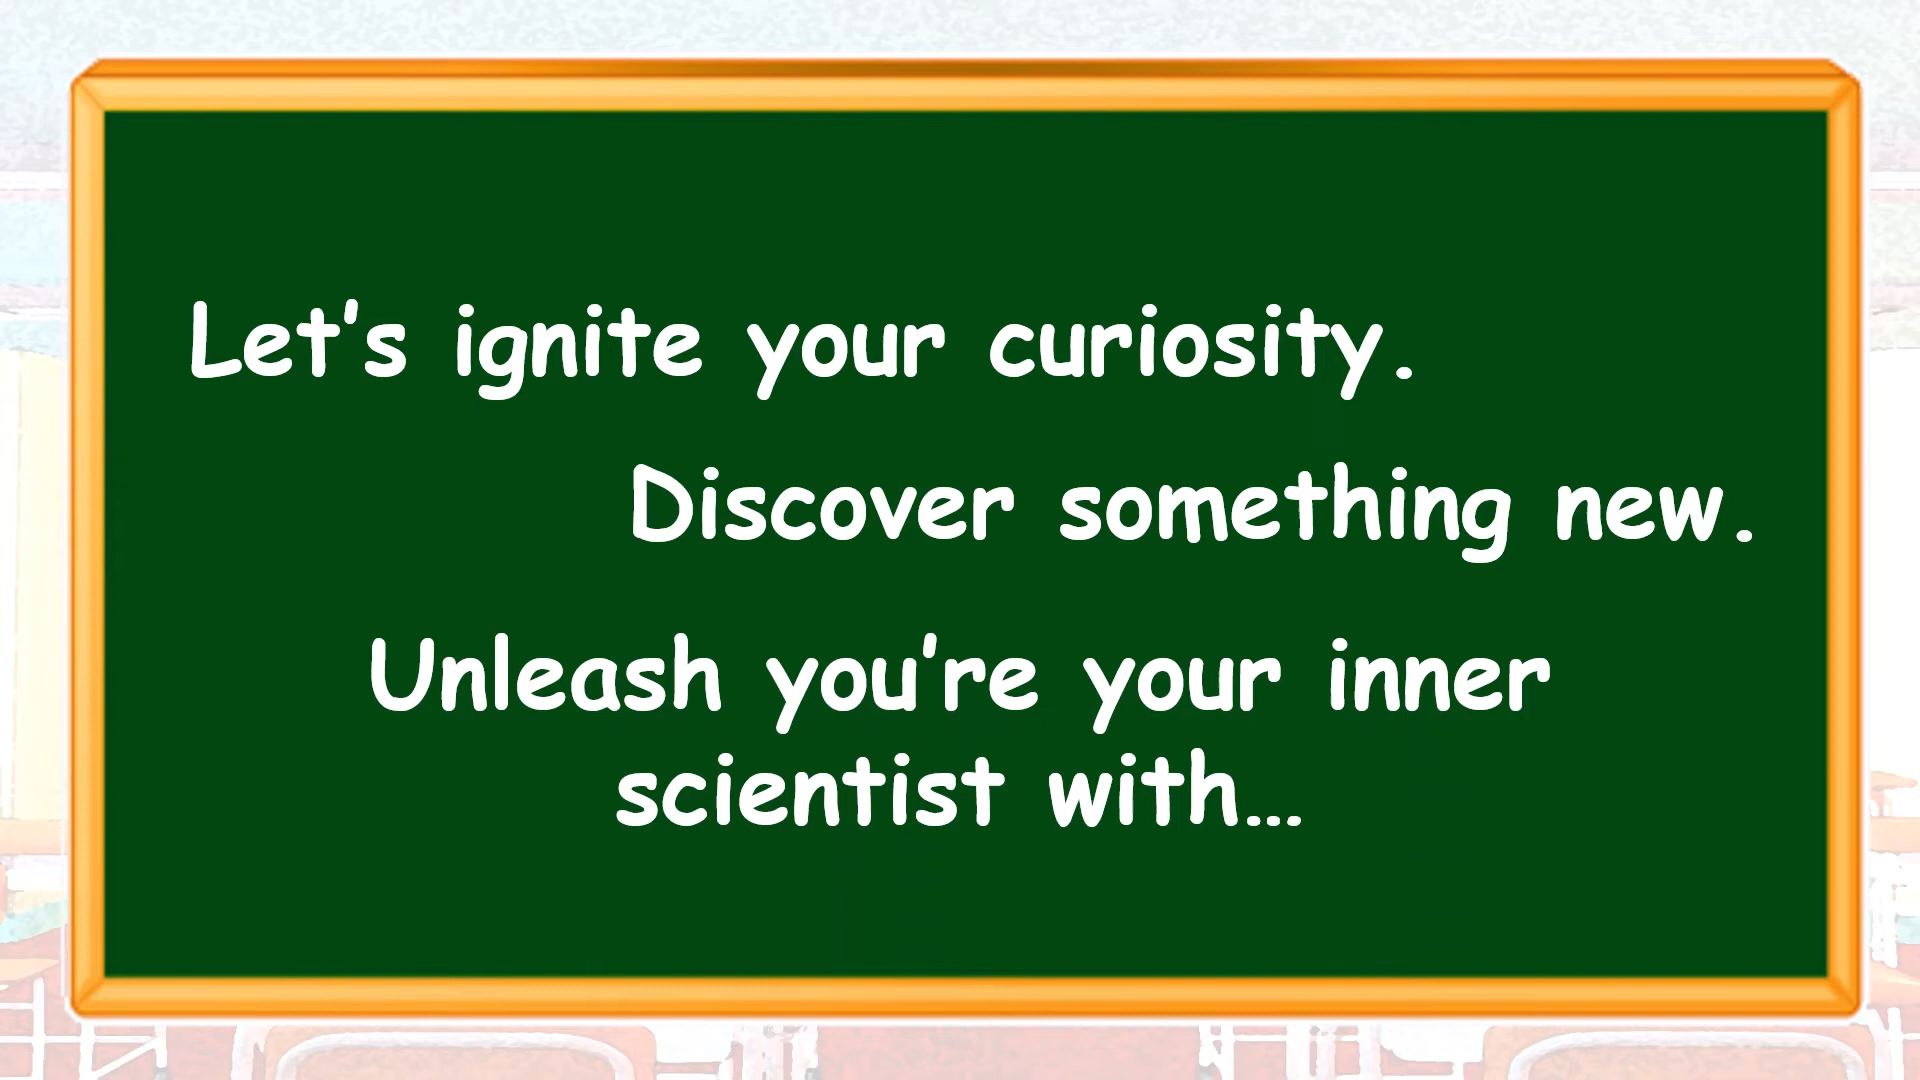 Let’s ignite your curiosity.
Discover something new.
Unleash you’re your inner
scientist with…